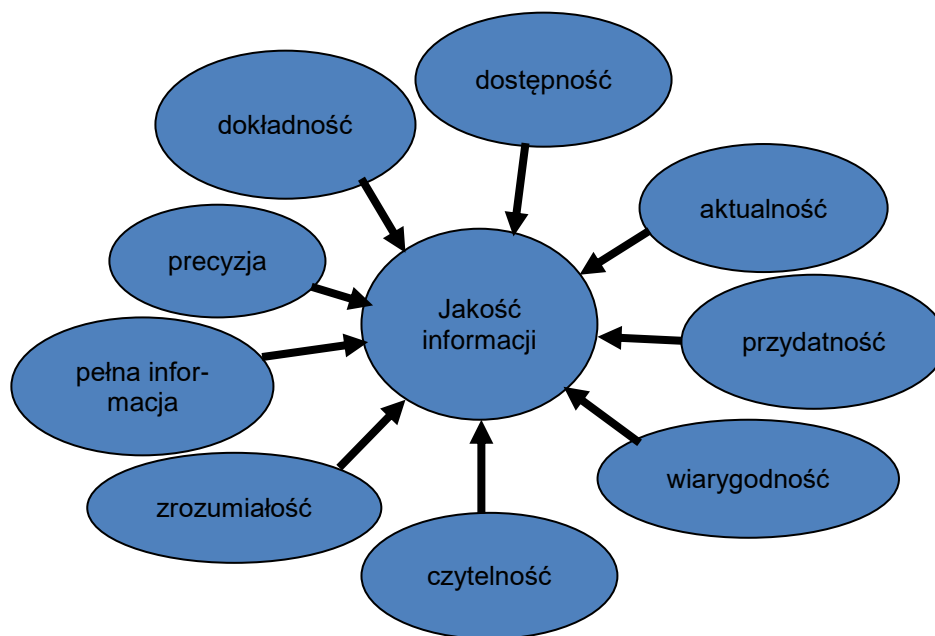 dostępność
dokładność
aktualność
precyzja
Jakość
informacji
przydatność
pełna infor-
macja
wiarygodność
zrozumiałość
czytelność